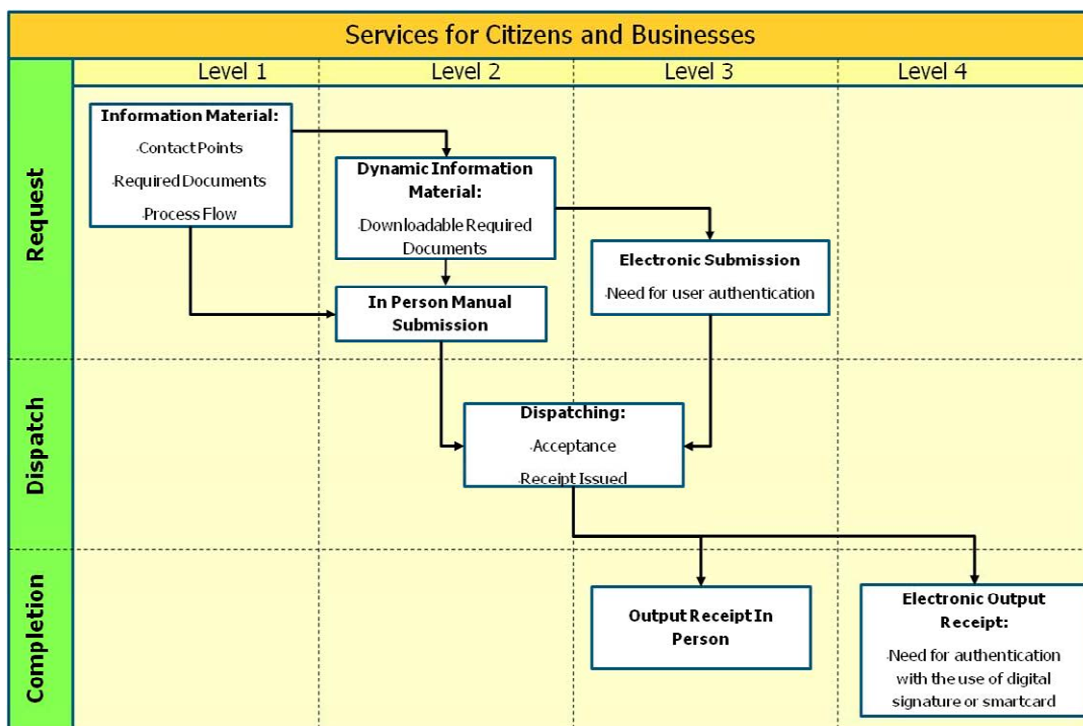 Services for Citizens and Businesses
Level 1
Level 2
Level 3
Level 4
Request
Information Material:
.Contact Points
.Required Documents
.Process Flow
Dynamic Information
Material:
.Downloadable Required
Documents
Electronic Submission
.Need for user authentication
In Person Manual
Submission
Dispatch
Dispatching:
.Acceptance
.Receipt Issued
Completion
Output Receipt In
Person
Electronic Output
Receipt:
.Need for authentication
with the use of digital
signature or smartcard